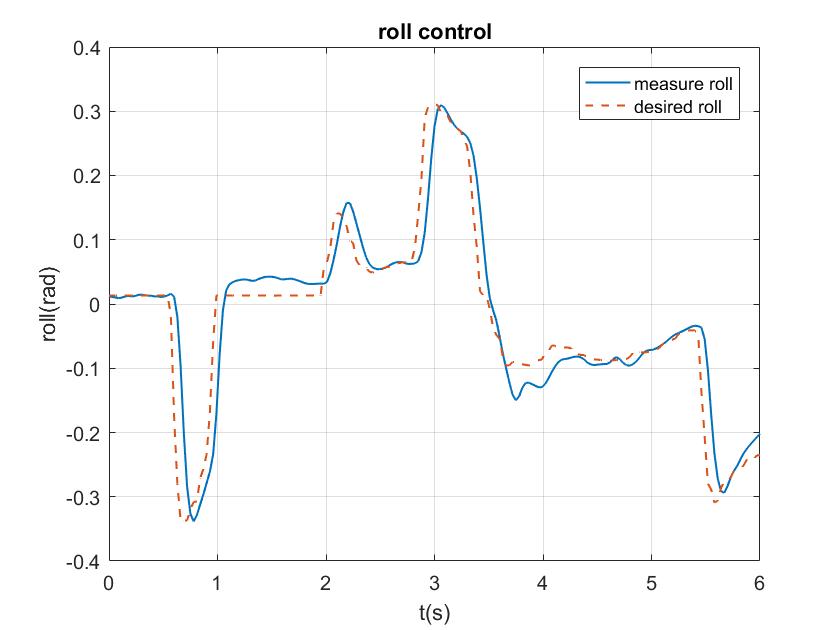 roll control
measure roll
desired roll
0.4
0.3
0.2
0.1
0
-0.1
-0.2
-0.3
-0.4
roll(rad)
0 1 2 3 4 5 6
t(s)